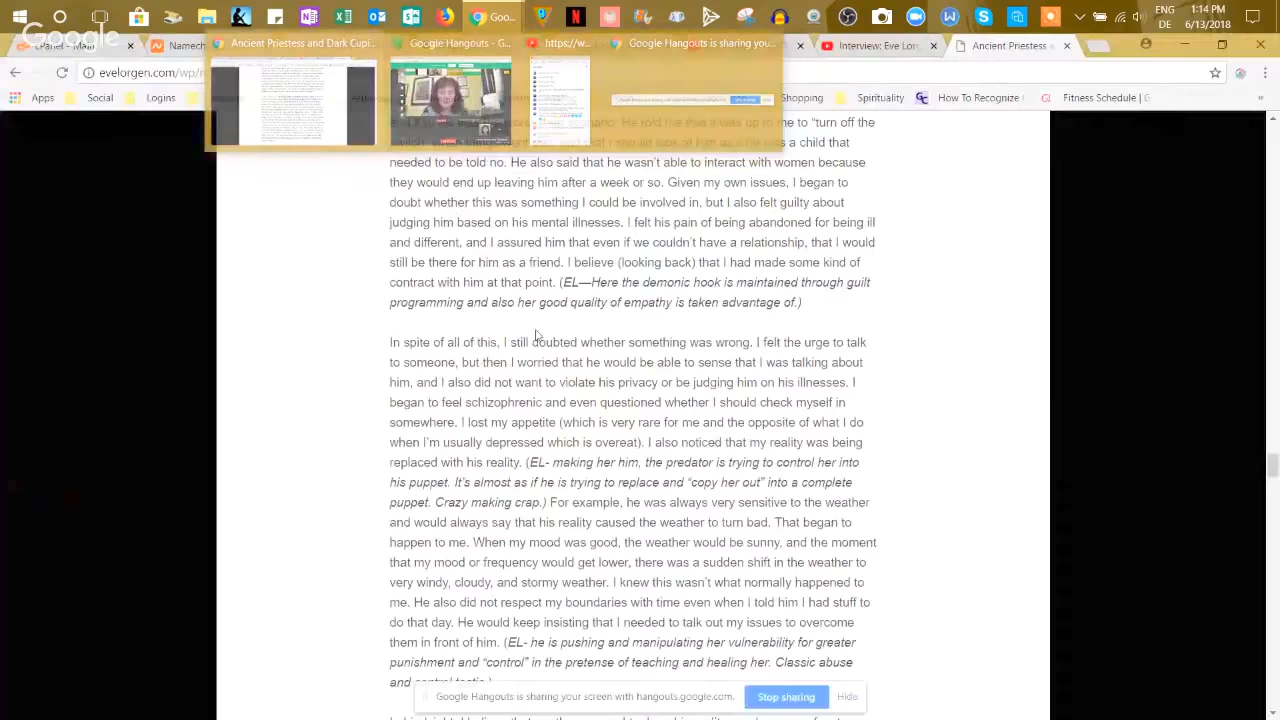 Google
Goo...
1:14 PM
ENG
DE
6/13/2018
Ancient Priestess and Dark Cupi...
Google Hangouts - G...
https://w...
Google Hangouts is sharing you...
Interview
Ancient Priestess
Namech
evelorgen.com/wp/n
Social
Home
"turn off the
s a child that
needed to be told no. He also said that he wasn't able to interact with women because
they would end up leaving him after a week or so. Given my own issues, I began to
doubt whether this was something I could be involved in, but I also felt guilty about
judging him based on his mental illnesses. I felt his pain of being abandoned for being ill
and different, and I assured him that even if we couldn't have a relationship, that I would
still be there for him as a friend. I believe (looking back) that I had made some kind of
contract with him at that point. (EL—Here the demonic hook is maintained through guilt
programming and also her good quality of empathy is taken advantage of.)
In spite of all of this, I still doubted whether something was wrong. I felt the urge to talk
to someone, but then I worried that he would be able to sense that I was talking about
him, and I also did not want to violate his privacy or be judging him on his illnesses. I
began to feel schizophrenic and even questioned whether I should check myself in
somewhere. I lost my appetite (which is very rare for me and the opposite of what I do
when I'm usually depressed which is overeat). I also noticed that my reality was being
replaced with his reality. (EL- making her him, the predator is trying to control her into
his puppet. It's almost as if he is trying to replace and "copy her out" into a complete
puppet. Crazy making crap.) For example, he was always very sensitive to the weather
and would always say that his reality caused the weather to turn bad. That began to
happen to me. When my mood was good, the weather would be sunny, and the moment
that my mood or frequency would get lower, there was a sudden shift in the weather to
very windy, cloudy, and stormy weather. I knew this wasn't what normally happened to
me. He also did not respect my boundaries with time even when I told him I had stuff to
do that day. He would keep insisting that I needed to talk out my issues to overcome
them in front of him. (EL- he is pushing and manipulating her vulnerability for greater
punishment and "control" in the pretense of teaching and healing her. Classic abuse
and control
Google Hangouts is sharing your screen with hangouts.google.com.
Stop sharing
Hide